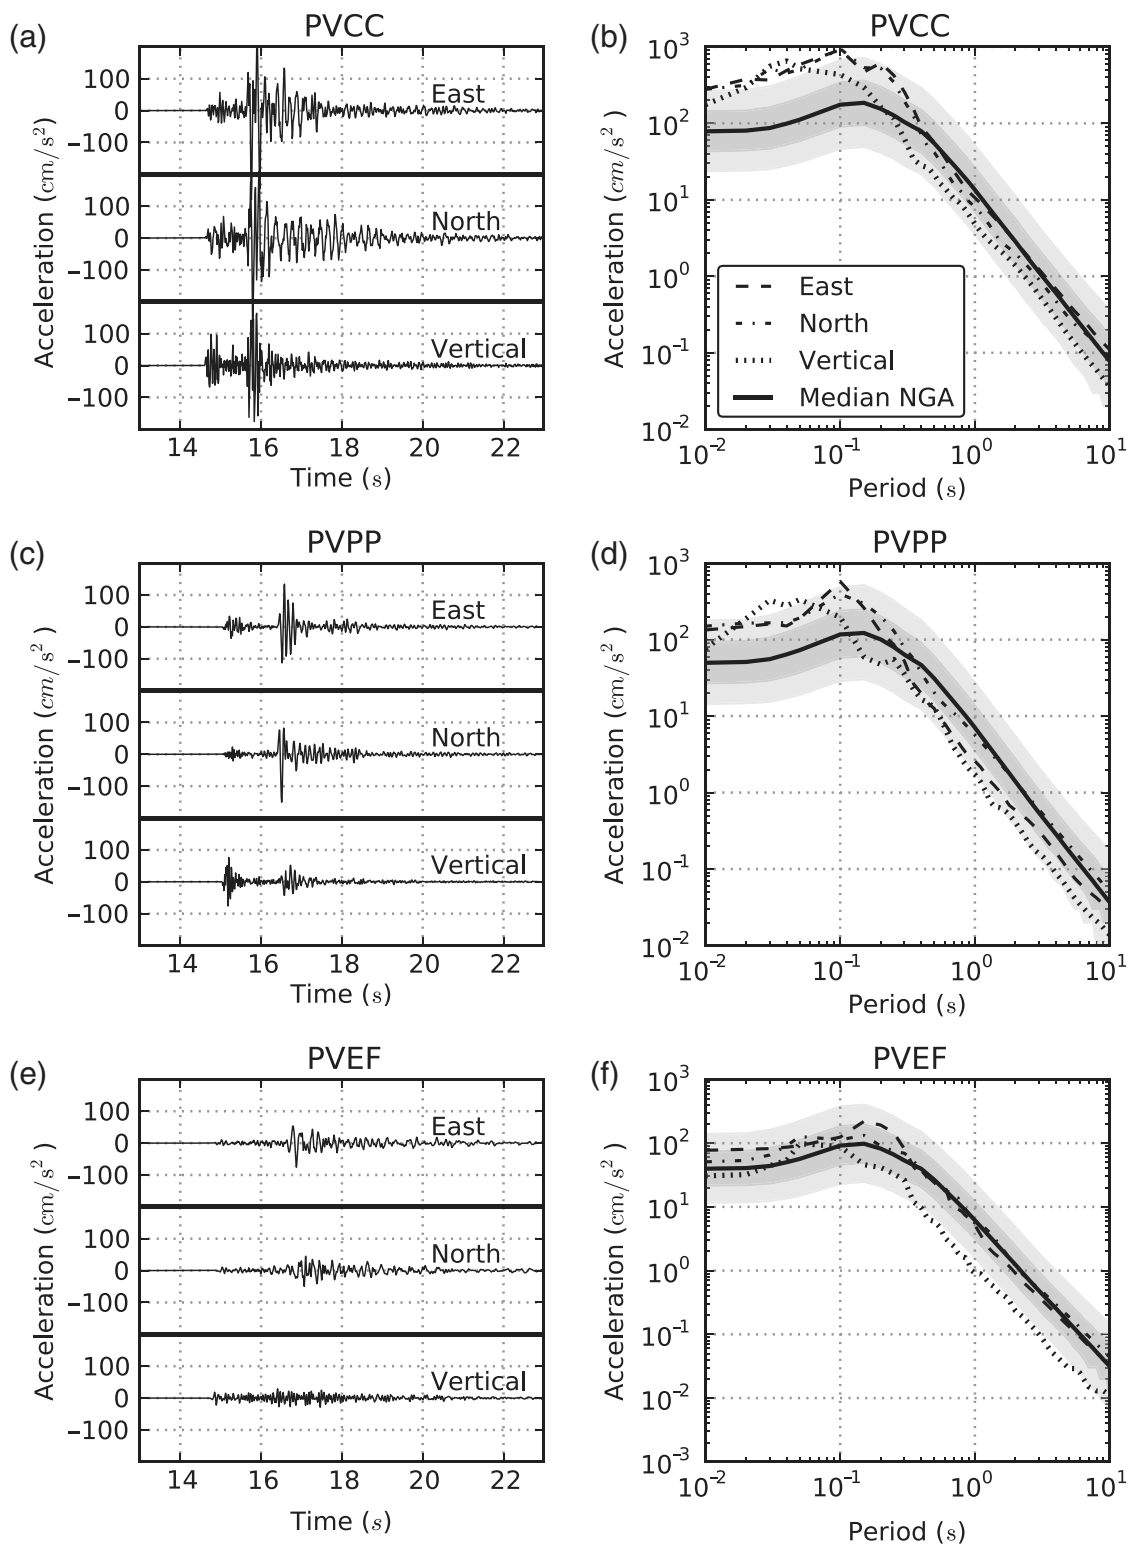 (a)
PVCC
Acceleration (cm/s²)
100
0
−100
East
100
0
−100
North
100
0
−100
Vertical
14 16 18 20 22
Time (s)
(b)
PVCC
Acceleration (cm/s²)
10³
10²
10¹
10⁰
10⁻¹
10⁻²
East
North
Vertical
Median NGA
10⁻² 10⁻¹ 10⁰ 10¹
Period (s)
(c)
PVPP
Acceleration (cm/s²)
100
0
−100
East
100
0
−100
North
100
0
−100
Vertical
14 16 18 20 22
Time (s)
(d)
PVPP
Acceleration (cm/s²)
10³
10²
10¹
10⁰
10⁻¹
10⁻²
10⁻² 10⁻¹ 10⁰ 10¹
Period (s)
(e)
PVEF
Acceleration (cm/s²)
100
0
−100
East
100
0
−100
North
100
0
−100
Vertical
14 16 18 20 22
Time (s)
(f)
PVEF
Acceleration (cm/s²)
10³
10²
10¹
10⁰
10⁻¹
10⁻²
10⁻³
10⁻² 10⁻¹ 10⁰ 10¹
Period (s)